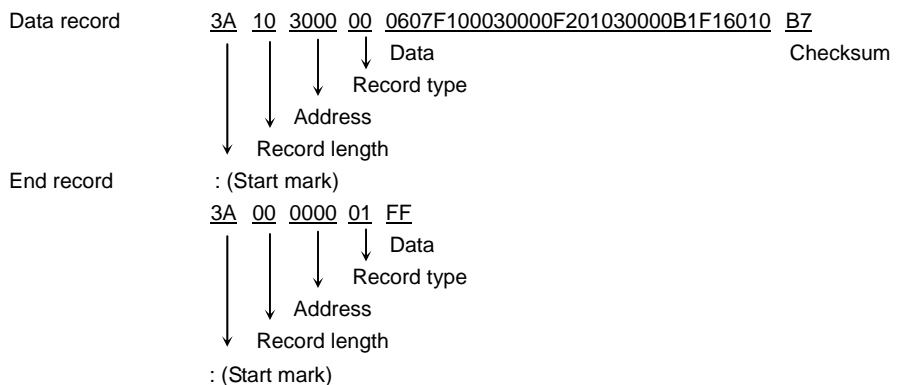 Data record 3A 10 3000 00 0607F100030000F201030000B1F16010 B7
Data Checksum
Record type
Address
Record length
End record : (Start mark)
3A 00 0000 01 FF
Data
Record type
Address
Record length
: (Start mark)